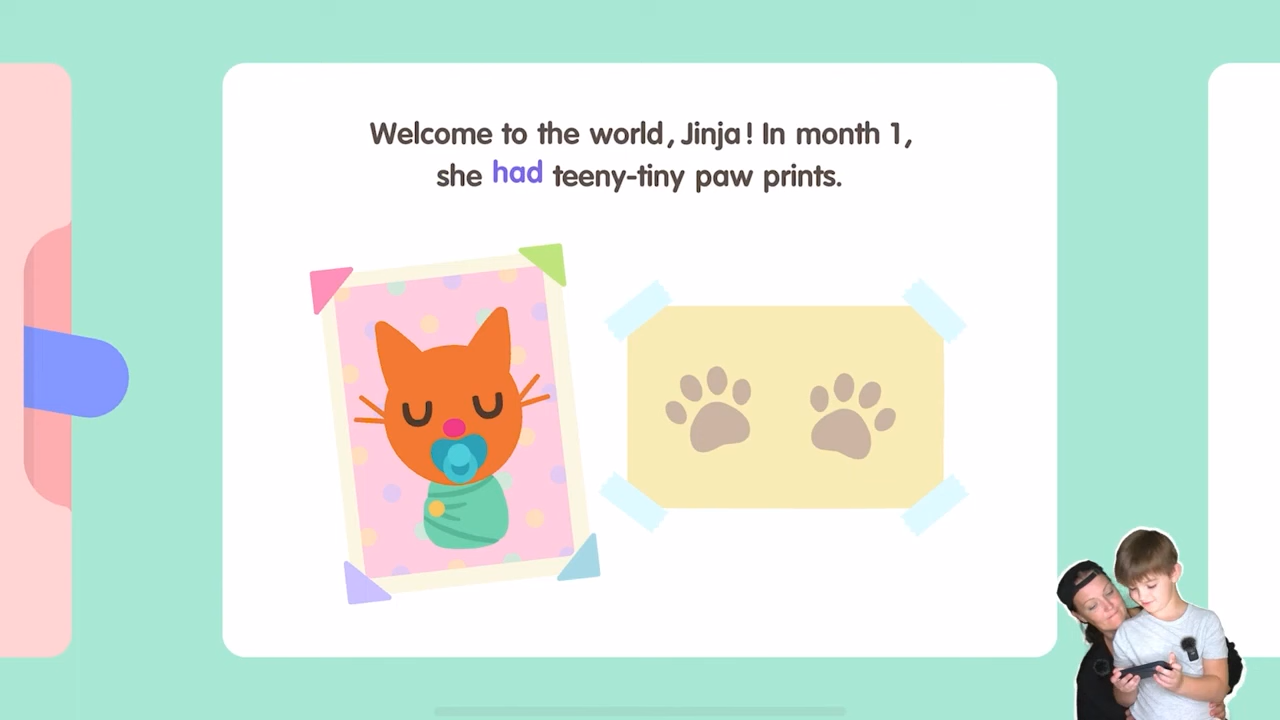 Welcome to the world, Jinja! In month 1,
she had teeny-tiny paw prints.